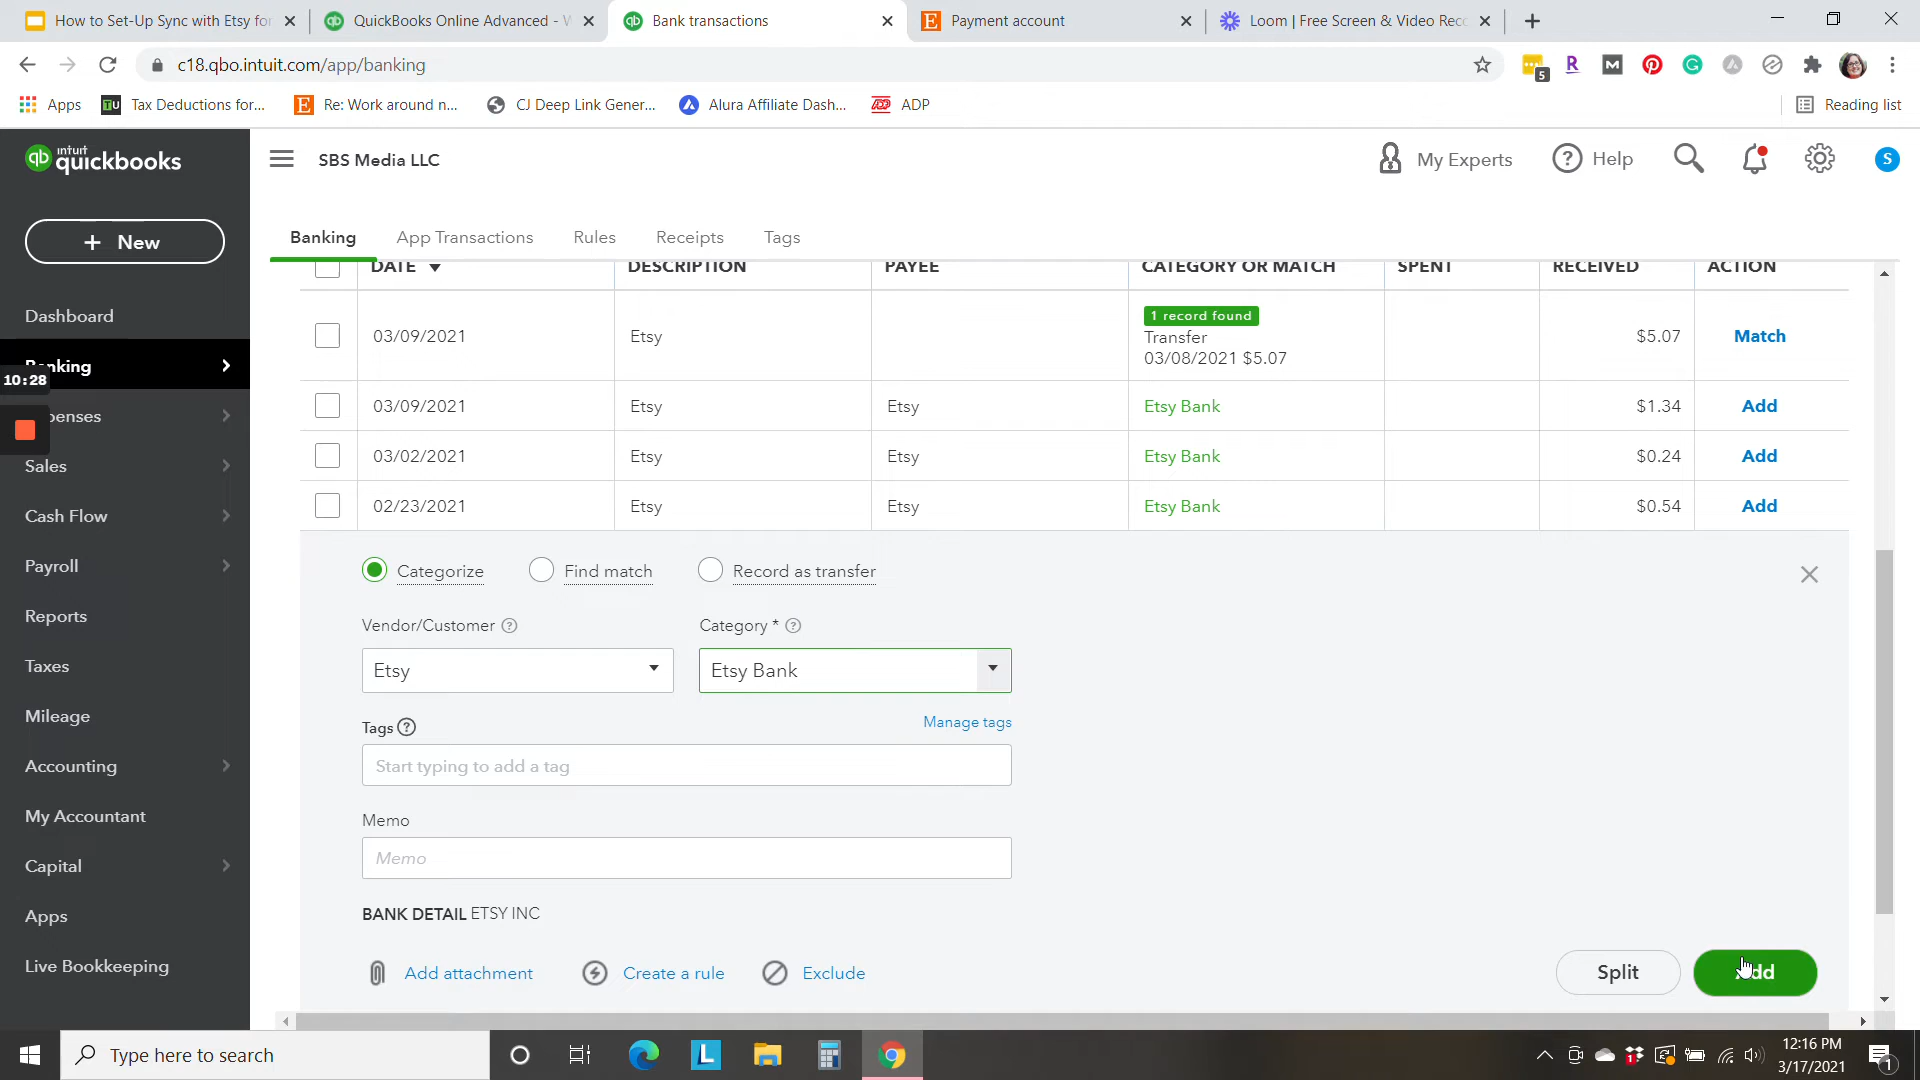 How to Set-Up Sync with Etsy for
QuickBooks Online Advanced - W
Bank transactions
Payment account
Loom | Free Screen & Video Rec
c18.qbo.intuit.com/app/banking
5
Apps
TU
Tax Deductions for...
Re: Work around n...
CJ Deep Link Gener...
Alura Affiliate Dash...
ADP
Reading list
intuit
quickbooks
SBS Media LLC
My Experts
Help
S
+ New
Banking
App Transactions
Rules
Receipts
Tags
DATE
DESCRIPTION
PAYEE
CATEGORY OR MATCH
SPENT
RECEIVED
ACTION
03/09/2021
Etsy
1 record found
Transfer
03/08/2021 $5.07
$5.07
Match
03/09/2021
Etsy
Etsy
Etsy Bank
$1.34
Add
03/02/2021
Etsy
Etsy
Etsy Bank
$0.24
Add
02/23/2021
Etsy
Etsy
Etsy Bank
$0.54
Add
Categorize
Find match
Record as transfer
Vendor/Customer
Category *
Etsy
Etsy Bank
Tags
Manage tags
Start typing to add a tag
Memo
Memo
BANK DETAIL ETSY INC
Add attachment
Create a rule
Exclude
Split
Dashboard
10:28
Sales
Cash Flow
Payroll
Reports
Taxes
Mileage
Accounting
My Accountant
Capital
Apps
Live Bookkeeping
Type here to search
12:16 PM
3/17/2021
1